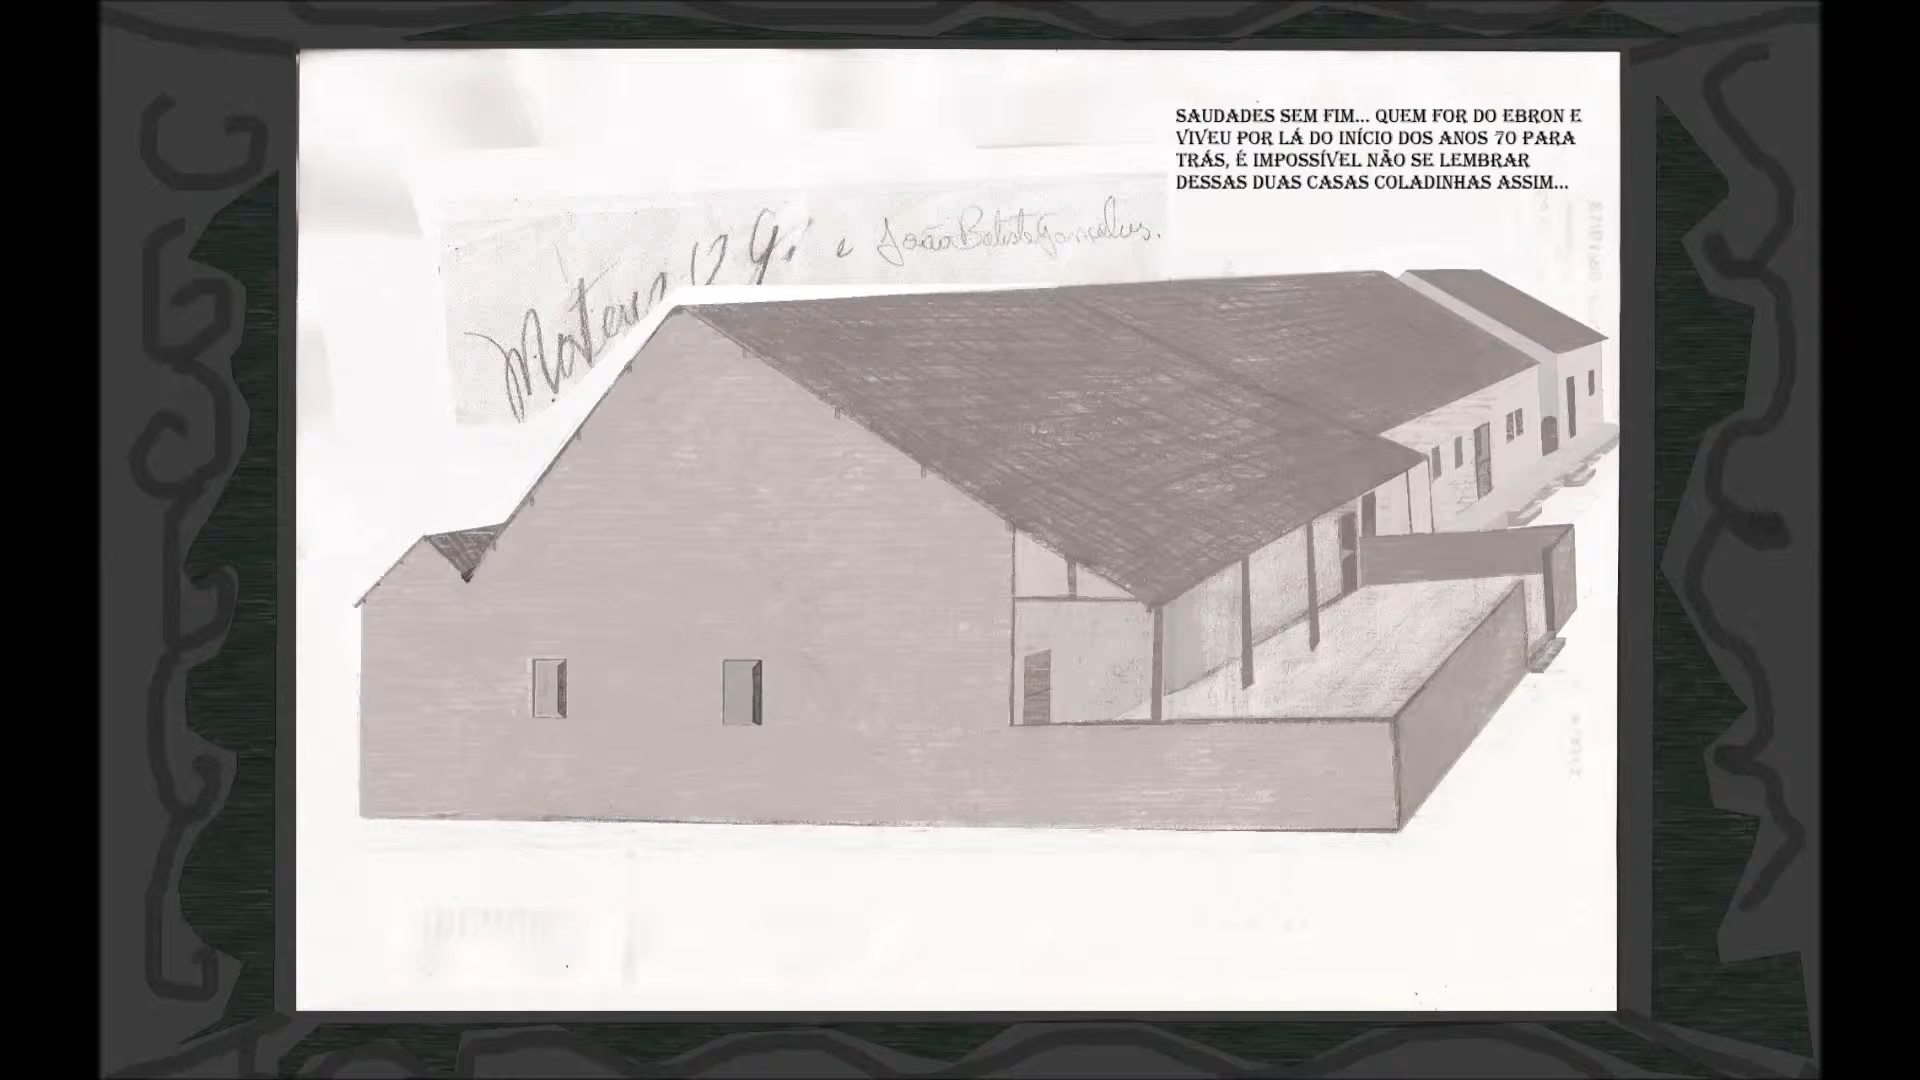 SAUDADES SEM FIM... QUEM FOR DO EBRON E
VIVEU POR LÁ DO INÍCIO DOS ANOS 70 PARA
TRÁS, É IMPOSSÍVEL NÃO SE LEMBRAR
DESSAS DUAS CASAS COLADINHAS ASSIM...
e João Batista Gonçalves.